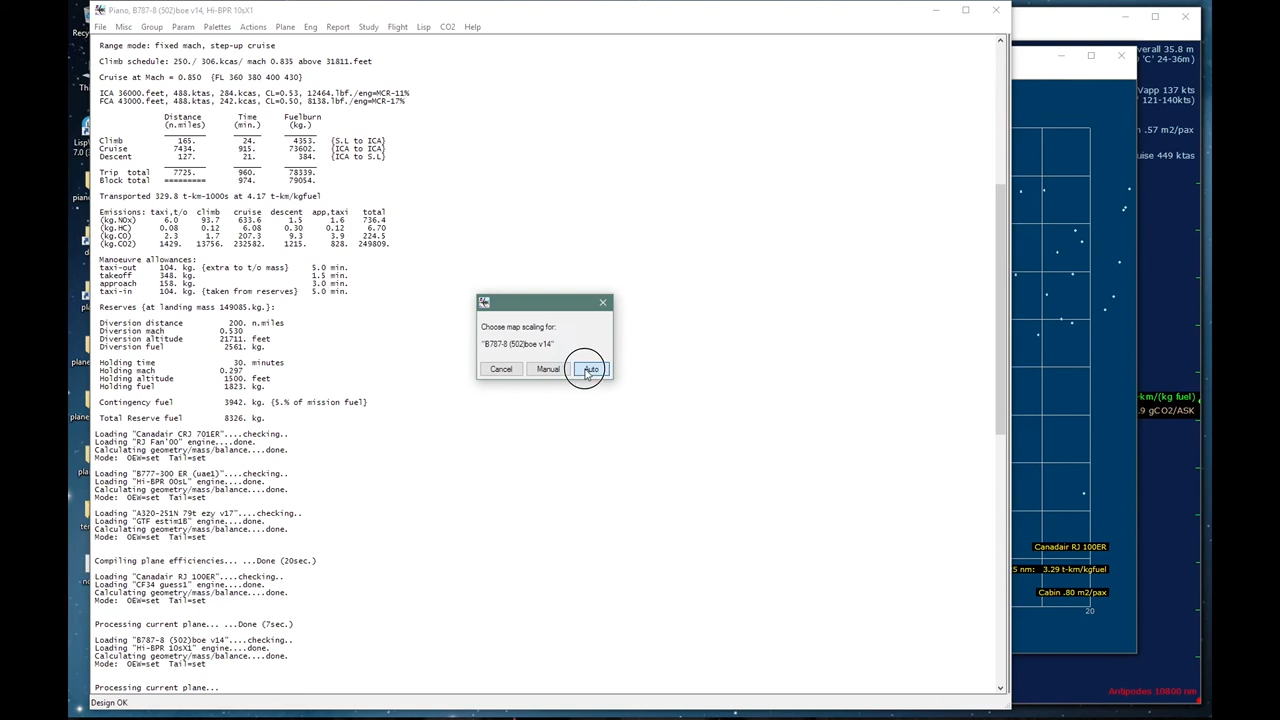 Piano, B787-8 (502)boe v14, Hi-BPR 10sX1
File Misc Group Param Palettes Actions Plane Eng Report Study Flight Lisp CO2 Help
Range mode: fixed mach, step-up cruise
Climb schedule: 250./ 306.kcas/ mach 0.835 above 31811.feet
Cruise at Mach = 0.850 {FL 360 380 400 430}
ICA 36000.feet, 488.ktas, 284.kcas, CL=0.53, 12464.lbf./eng=MCR-11%
FCA 43000.feet, 488.ktas, 242.kcas, CL=0.50, 8138.lbf./eng=MCR-17%
Distance Time Fuelburn
(n.miles) (min.) (kg.)
Climb 165. 24. 4353. {S.L to ICA}
Cruise 7434. 915. 73602. {ICA to ICA}
Descent 127. 21. 384. {ICA to S.L}
Trip total 7725. 960. 78339.
Block total 974. 79054.
========= 
Transported 329.8 t-km-1000s at 4.17 t-km/kgfuel
Emissions: taxi,t/o climb cruise descent app,taxi total
(kg.NOx) 6.0 93.7 633.6 1.5 1.6 736.4
(kg.HC) 0.08 0.12 6.08 0.30 0.12 6.70
(kg.CO) 2.3 1.7 207.3 9.3 3.9 224.5
(kg.CO2) 1429. 13756. 232582. 1215. 828. 249809.
Manoeuvre allowances:
taxi-out 104. kg. {extra to t/o mass} 5.0 min.
takeoff 348. kg. 1.5 min.
approach 158. kg. 3.0 min.
taxi-in 104. kg. {taken from reserves} 5.0 min.
Reserves {at landing mass 149085.kg.}:
Diversion distance 200. n.miles
Diversion mach 0.530
Diversion altitude 21711. feet
Diversion fuel 2561. kg.
Holding time 30. minutes
Holding mach 0.297
Holding altitude 1500. feet
Holding fuel 1823. kg.
Contingency fuel 3942. kg. {5.% of mission fuel}
Total Reserve fuel 8326. kg.
Loading "Canadair CRJ 701ER"....checking..
Loading "RJ Fan'00" engine....done.
Calculating geometry/mass/balance....done.
Mode: OEW=set Tail=set
Loading "B777-300 ER (uae1)"....checking..
Loading "Hi-BPR 00sL" engine....done.
Calculating geometry/mass/balance....done.
Mode: OEW=set Tail=set
Loading "A320-251N 79t ezy v17"....checking..
Loading "GTF estim1B" engine....done.
Calculating geometry/mass/balance....done.
Mode: OEW=set Tail=set
Compiling plane efficiencies... ...Done (20sec.)
Loading "Canadair RJ 100ER"....checking..
Loading "CF34 guess1" engine....done.
Calculating geometry/mass/balance....done.
Mode: OEW=set Tail=set
Processing current plane... ...Done (7sec.)
Loading "B787-8 (502)boe v14"....checking..
Loading "Hi-BPR 10sX1" engine....done.
Calculating geometry/mass/balance....done.
Mode: OEW=set Tail=set
Processing current plane...
Design OK
Choose map scaling for:
"B787-8 (502)boe v14"
Cancel Manual Auto
overall 35.8 m
'C' 24-36m)
Vapp 137 kts
121-140kts)
.57 m2/pax
uise 449 ktas
-km/(kg fuel)
.9 gCO2/ASK
Canadair RJ 100ER
5 nm: 3.29 t-km/kgfuel
Cabin .80 m2/pax
20
Antipodes 10800 nm